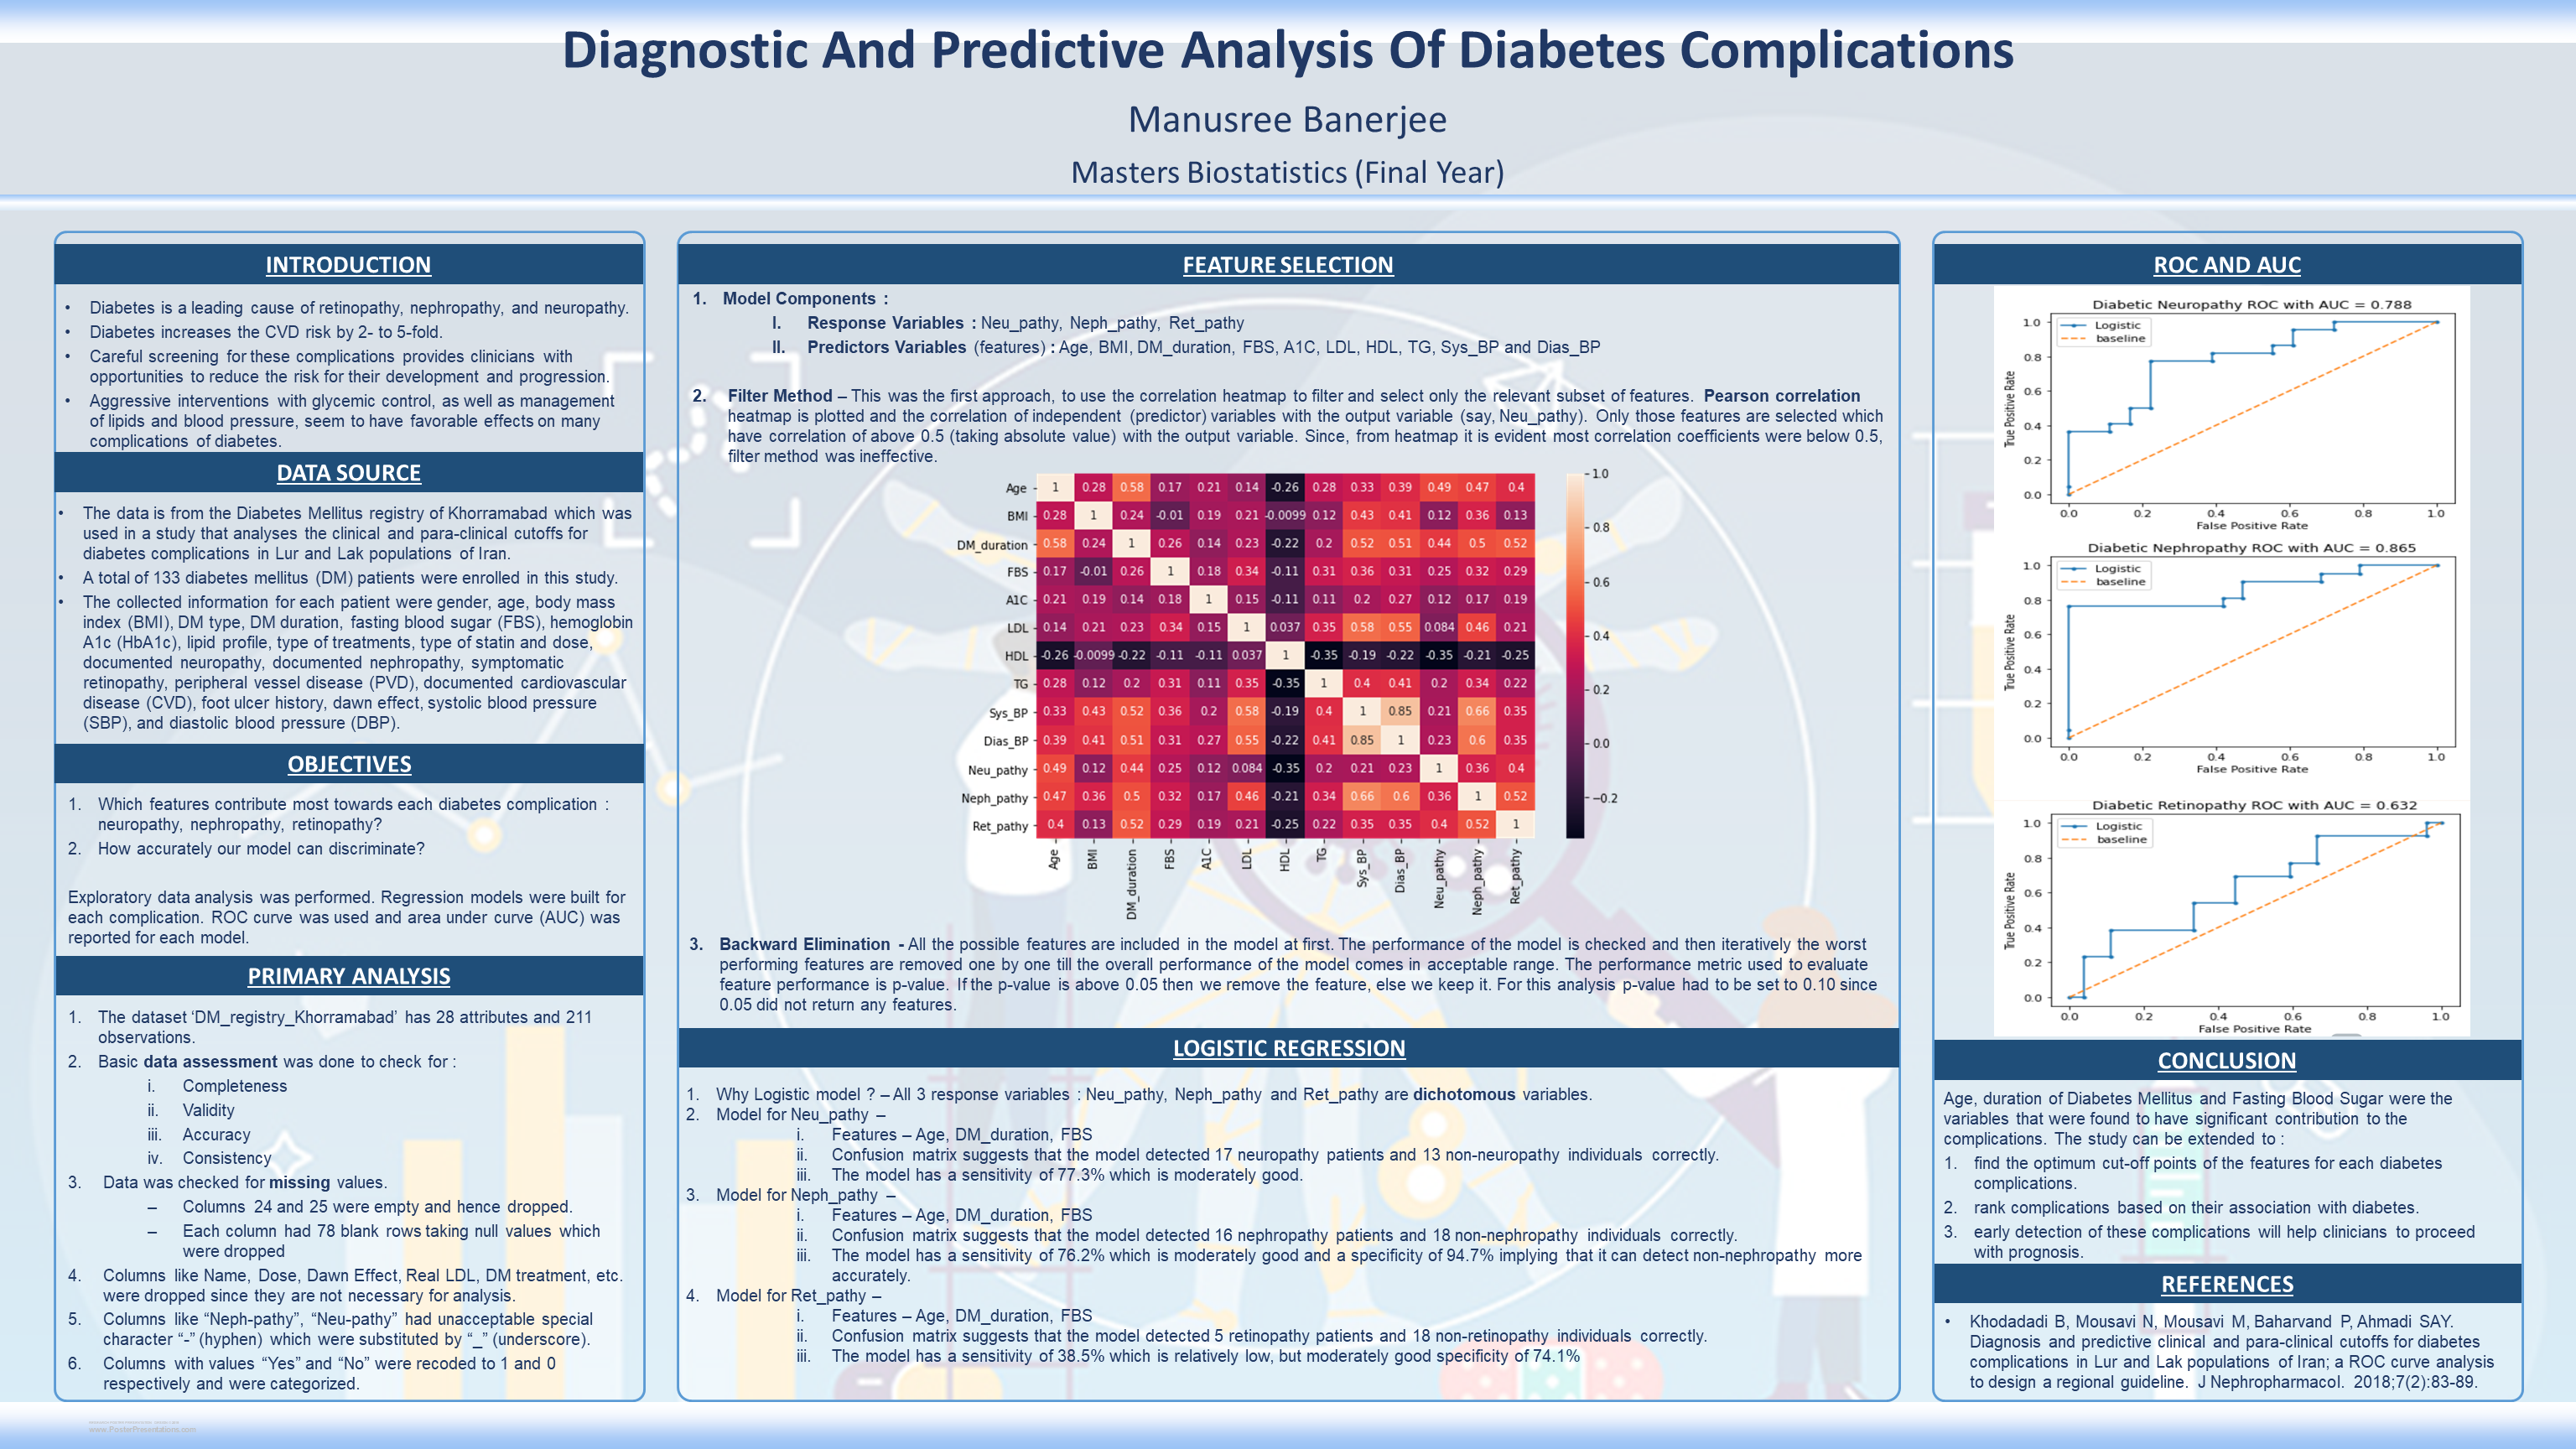 Diagnostic And Predictive Analysis Of Diabetes Complications
Manusree Banerjee
Masters Biostatistics (Final Year)
INTRODUCTION
• Diabetes is a leading cause of retinopathy, nephropathy, and neuropathy.
• Diabetes increases the CVD risk by 2- to 5-fold.
• Careful screening for these complications provides clinicians with
opportunities to reduce the risk for their development and progression.
• Aggressive interventions with glycemic control, as well as management
of lipids and blood pressure, seem to have favorable effects on many
complications of diabetes.
DATA SOURCE
• The data is from the Diabetes Mellitus registry of Khorramabad which was
used in a study that analyses the clinical and para-clinical cutoffs for
diabetes complications in Lur and Lak populations of Iran.
• A total of 133 diabetes mellitus (DM) patients were enrolled in this study.
• The collected information for each patient were gender, age, body mass
index (BMI), DM type, DM duration, fasting blood sugar (FBS), hemoglobin
A1c (HbA1c), lipid profile, type of treatments, type of statin and dose,
documented neuropathy, documented nephropathy, symptomatic
retinopathy, peripheral vessel disease (PVD), documented cardiovascular
disease (CVD), foot ulcer history, dawn effect, systolic blood pressure
(SBP), and diastolic blood pressure (DBP).
OBJECTIVES
1. Which features contribute most towards each diabetes complication :
neuropathy, nephropathy, retinopathy?
2. How accurately our model can discriminate?
Exploratory data analysis was performed. Regression models were built for
each complication. ROC curve was used and area under curve (AUC) was
reported for each model.
PRIMARY ANALYSIS
1. The dataset ‘DM_registry_Khorramabad’ has 28 attributes and 211
observations.
2. Basic data assessment was done to check for :
i. Completeness
ii. Validity
iii. Accuracy
iv. Consistency
3. Data was checked for missing values.
– Columns 24 and 25 were empty and hence dropped.
– Each column had 78 blank rows taking null values which
were dropped
4. Columns like Name, Dose, Dawn Effect, Real LDL, DM treatment, etc.
were dropped since they are not necessary for analysis.
5. Columns like “Neph-pathy”, “Neu-pathy” had unacceptable special
character “-” (hyphen) which were substituted by “_” (underscore).
6. Columns with values “Yes” and “No” were recoded to 1 and 0
respectively and were categorized.
FEATURE SELECTION
1. Model Components :
I. Response Variables : Neu_pathy, Neph_pathy, Ret_pathy
II. Predictors Variables (features) : Age, BMI, DM_duration, FBS, A1C, LDL, HDL, TG, Sys_BP and Dias_BP
2. Filter Method – This was the first approach, to use the correlation heatmap to filter and select only the relevant subset of features. Pearson correlation
heatmap is plotted and the correlation of independent (predictor) variables with the output variable (say, Neu_pathy). Only those features are selected which
have correlation of above 0.5 (taking absolute value) with the output variable. Since, from heatmap it is evident most correlation coefficients were below 0.5,
filter method was ineffective.
Age 1 0.28 0.58 0.17 0.21 0.14 -0.26 0.28 0.33 0.39 0.49 0.47 0.4
BMI 0.28 1 0.24 -0.01 0.19 0.21 -0.0099 0.12 0.43 0.41 0.12 0.36 0.13
DM_duration 0.58 0.24 1 0.26 0.14 0.23 -0.22 0.2 0.52 0.51 0.44 0.5 0.52
FBS 0.17 -0.01 0.26 1 0.18 0.34 -0.11 0.31 0.36 0.31 0.25 0.32 0.29
A1C 0.21 0.19 0.14 0.18 1 0.15 -0.11 0.11 0.2 0.27 0.12 0.17 0.19
LDL 0.14 0.21 0.23 0.34 0.15 1 0.037 0.35 0.58 0.55 0.084 0.46 0.21
HDL -0.26 -0.0099 -0.22 -0.11 -0.11 0.037 1 -0.35 -0.19 -0.22 -0.35 -0.21 -0.25
TG 0.28 0.12 0.2 0.31 0.11 0.35 -0.35 1 0.4 0.41 0.2 0.34 0.22
Sys_BP 0.33 0.43 0.52 0.36 0.2 0.58 -0.19 0.4 1 0.85 0.21 0.66 0.35
Dias_BP 0.39 0.41 0.51 0.31 0.27 0.55 -0.22 0.41 0.85 1 0.23 0.6 0.35
Neu_pathy 0.49 0.12 0.44 0.25 0.12 0.084 -0.35 0.2 0.21 0.23 1 0.36 0.4
Neph_pathy 0.47 0.36 0.5 0.32 0.17 0.46 -0.21 0.34 0.66 0.6 0.36 1 0.52
Ret_pathy 0.4 0.13 0.52 0.29 0.19 0.21 -0.25 0.22 0.35 0.35 0.4 0.52 1
Age BMI DM_duration FBS A1C LDL HDL TG Sys_BP Dias_BP Neu_pathy Neph_pathy Ret_pathy
1.0
0.8
0.6
0.4
0.2
0.0
−0.2
3. Backward Elimination - All the possible features are included in the model at first. The performance of the model is checked and then iteratively the worst
performing features are removed one by one till the overall performance of the model comes in acceptable range. The performance metric used to evaluate
feature performance is p-value. If the p-value is above 0.05 then we remove the feature, else we keep it. For this analysis p-value had to be set to 0.10 since
0.05 did not return any features.
LOGISTIC REGRESSION
1. Why Logistic model ? – All 3 response variables : Neu_pathy, Neph_pathy and Ret_pathy are dichotomous variables.
2. Model for Neu_pathy –
i. Features – Age, DM_duration, FBS
ii. Confusion matrix suggests that the model detected 17 neuropathy patients and 13 non-neuropathy individuals correctly.
iii. The model has a sensitivity of 77.3% which is moderately good.
3. Model for Neph_pathy –
i. Features – Age, DM_duration, FBS
ii. Confusion matrix suggests that the model detected 16 nephropathy patients and 18 non-nephropathy individuals correctly.
iii. The model has a sensitivity of 76.2% which is moderately good and a specificity of 94.7% implying that it can detect non-nephropathy more
accurately.
4. Model for Ret_pathy –
i. Features – Age, DM_duration, FBS
ii. Confusion matrix suggests that the model detected 5 retinopathy patients and 18 non-retinopathy individuals correctly.
iii. The model has a sensitivity of 38.5% which is relatively low, but moderately good specificity of 74.1%
ROC AND AUC
Diabetic Neuropathy ROC with AUC = 0.788
Logistic
baseline
True Positive Rate
1.0
0.8
0.6
0.4
0.2
0.0
0.0 0.2 0.4 0.6 0.8 1.0
False Positive Rate
Diabetic Nephropathy ROC with AUC = 0.865
Logistic
baseline
True Positive Rate
1.0
0.8
0.6
0.4
0.2
0.0
0.0 0.2 0.4 0.6 0.8 1.0
False Positive Rate
Diabetic Retinopathy ROC with AUC = 0.632
Logistic
baseline
True Positive Rate
1.0
0.8
0.6
0.4
0.2
0.0
0.0 0.2 0.4 0.6 0.8 1.0
False Positive Rate
CONCLUSION
Age, duration of Diabetes Mellitus and Fasting Blood Sugar were the
variables that were found to have significant contribution to the
complications. The study can be extended to :
1. find the optimum cut-off points of the features for each diabetes
complications.
2. rank complications based on their association with diabetes.
3. early detection of these complications will help clinicians to proceed
with prognosis.
REFERENCES
• Khodadadi B, Mousavi N, Mousavi M, Baharvand P, Ahmadi SAY.
Diagnosis and predictive clinical and para-clinical cutoffs for diabetes
complications in Lur and Lak populations of Iran; a ROC curve analysis
to design a regional guideline. J Nephropharmacol. 2018;7(2):83-89.
www.PosterPresentations.com